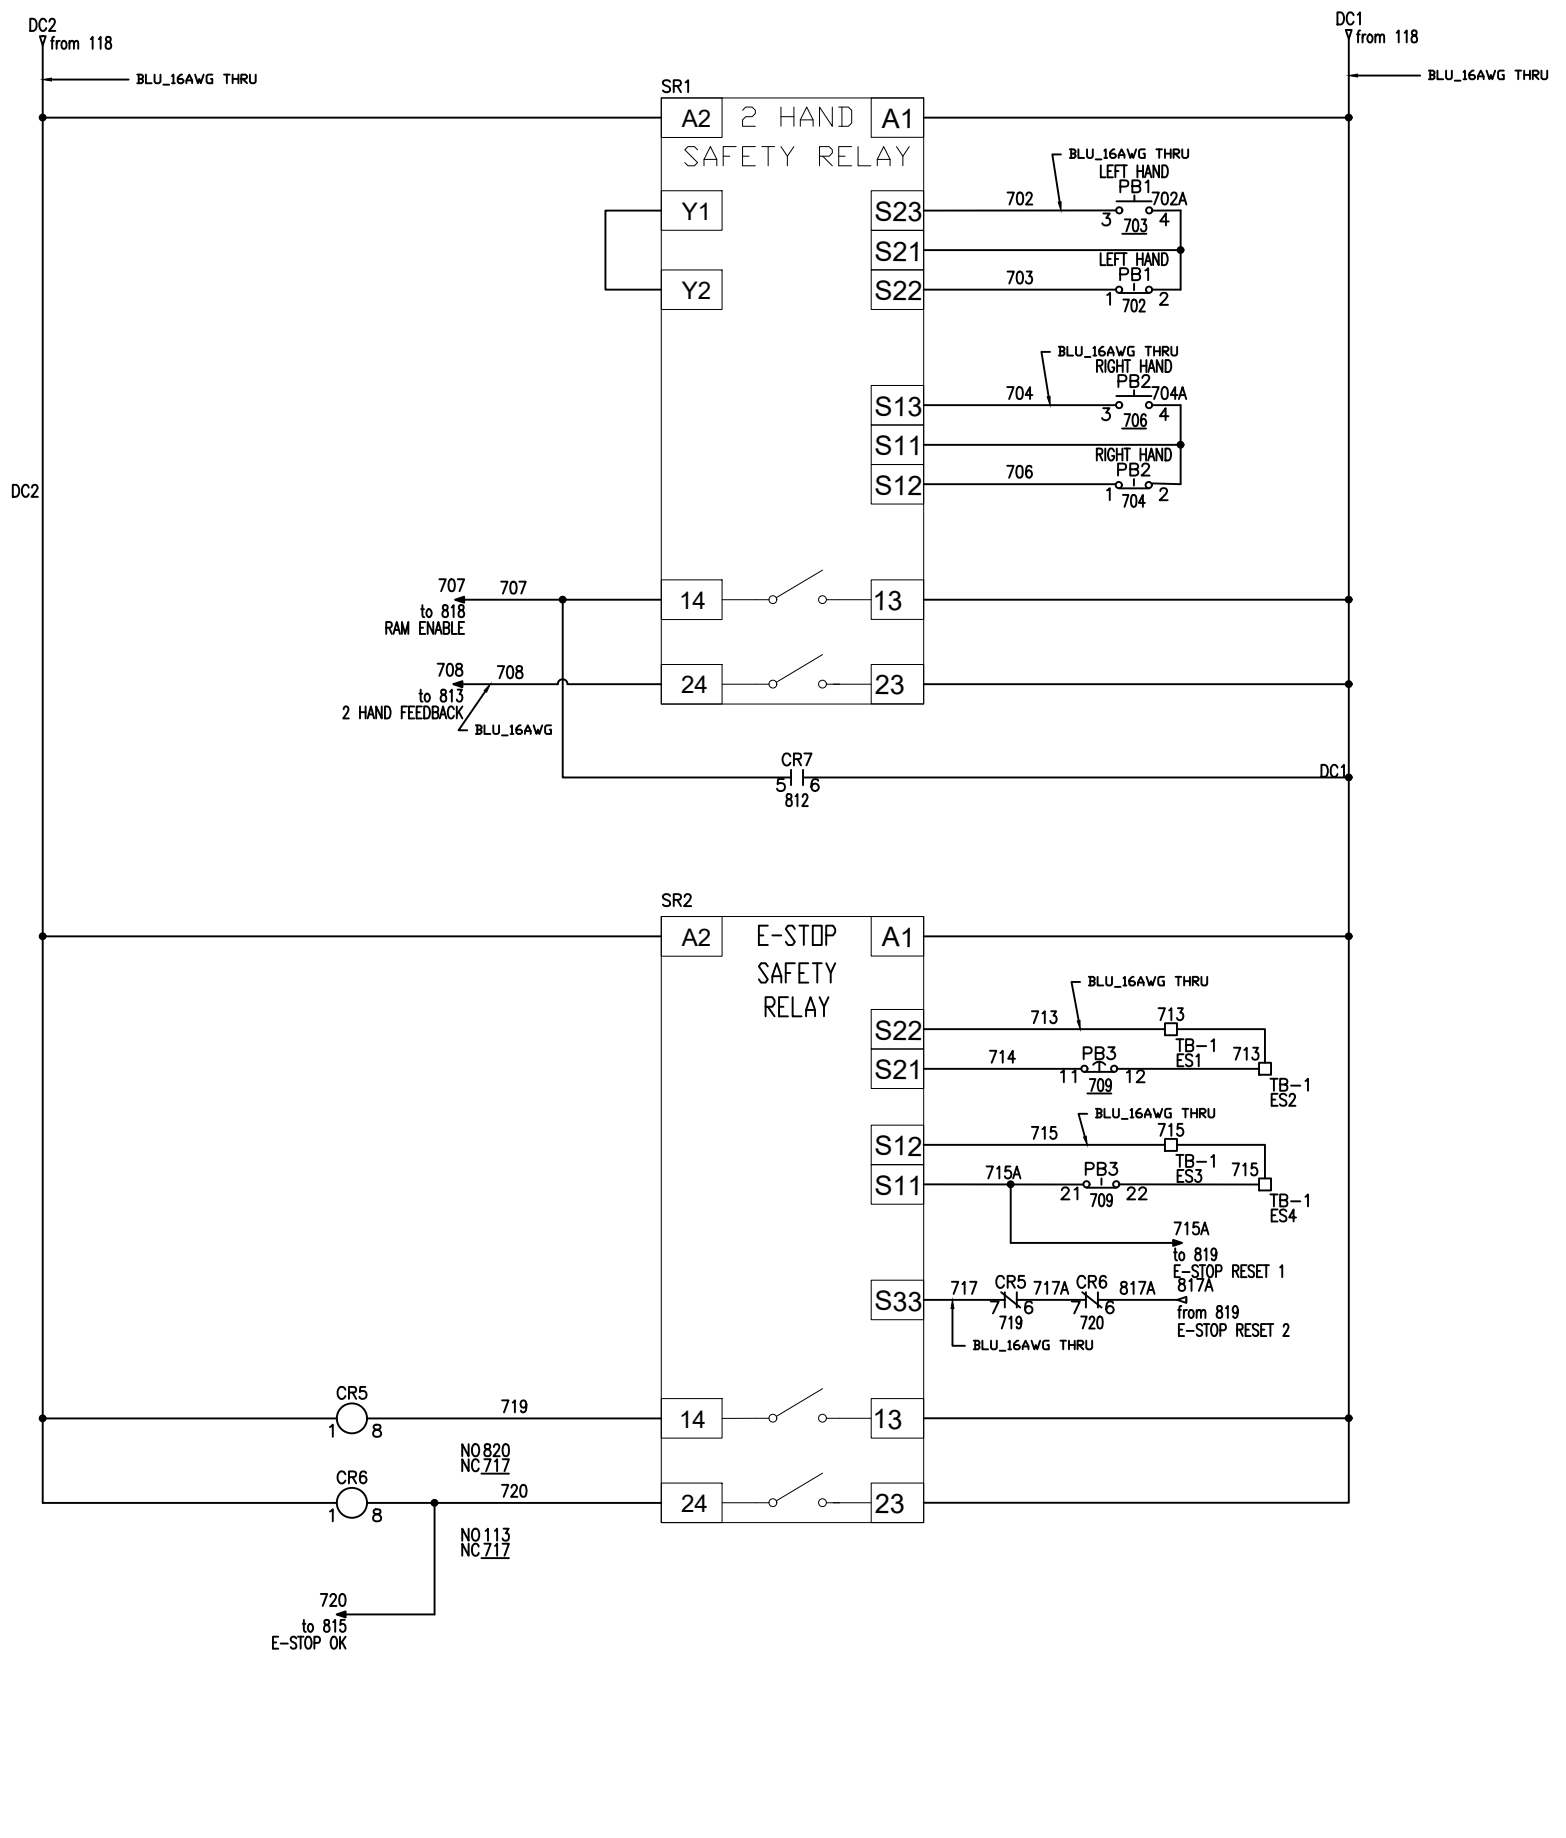 DC2
from 118
BLU_16AWG THRU
DC1
from 118
BLU_16AWG THRU
SR1
A2
2 HAND
A1
SAFETY RELAY
BLU_16AWG THRU
LEFT HAND
PB1
Y1
S23
702
702A
3
4
703
S21
LEFT HAND
PB1
Y2
S22
703
1
2
702
BLU_16AWG THRU
RIGHT HAND
PB2
S13
704
704A
3
4
706
S11
RIGHT HAND
PB2
S12
706
1
2
704
DC2
707
707
14
13
to 818
RAM ENABLE
708
708
24
23
to 813
2 HAND FEEDBACK
BLU_16AWG
CR7
DC1
5
6
812
SR2
A2
E-STOP
A1
SAFETY
RELAY
BLU_16AWG THRU
S22
713
713
TB-1
ES1
S21
714
PB3
713
11
12
709
TB-1
ES2
BLU_16AWG THRU
S12
715
715
TB-1
ES3
S11
715A
PB3
715
21
22
709
TB-1
ES4
715A
to 819
E-STOP RESET 1
S33
717
CR5
717A
CR6
817A
817A
7
6
7
6
719
720
from 819
E-STOP RESET 2
BLU_16AWG THRU
CR5
719
14
13
1
8
NO 820
NC 717
CR6
720
24
23
1
8
NO 113
NC 717
720
to 815
E-STOP OK